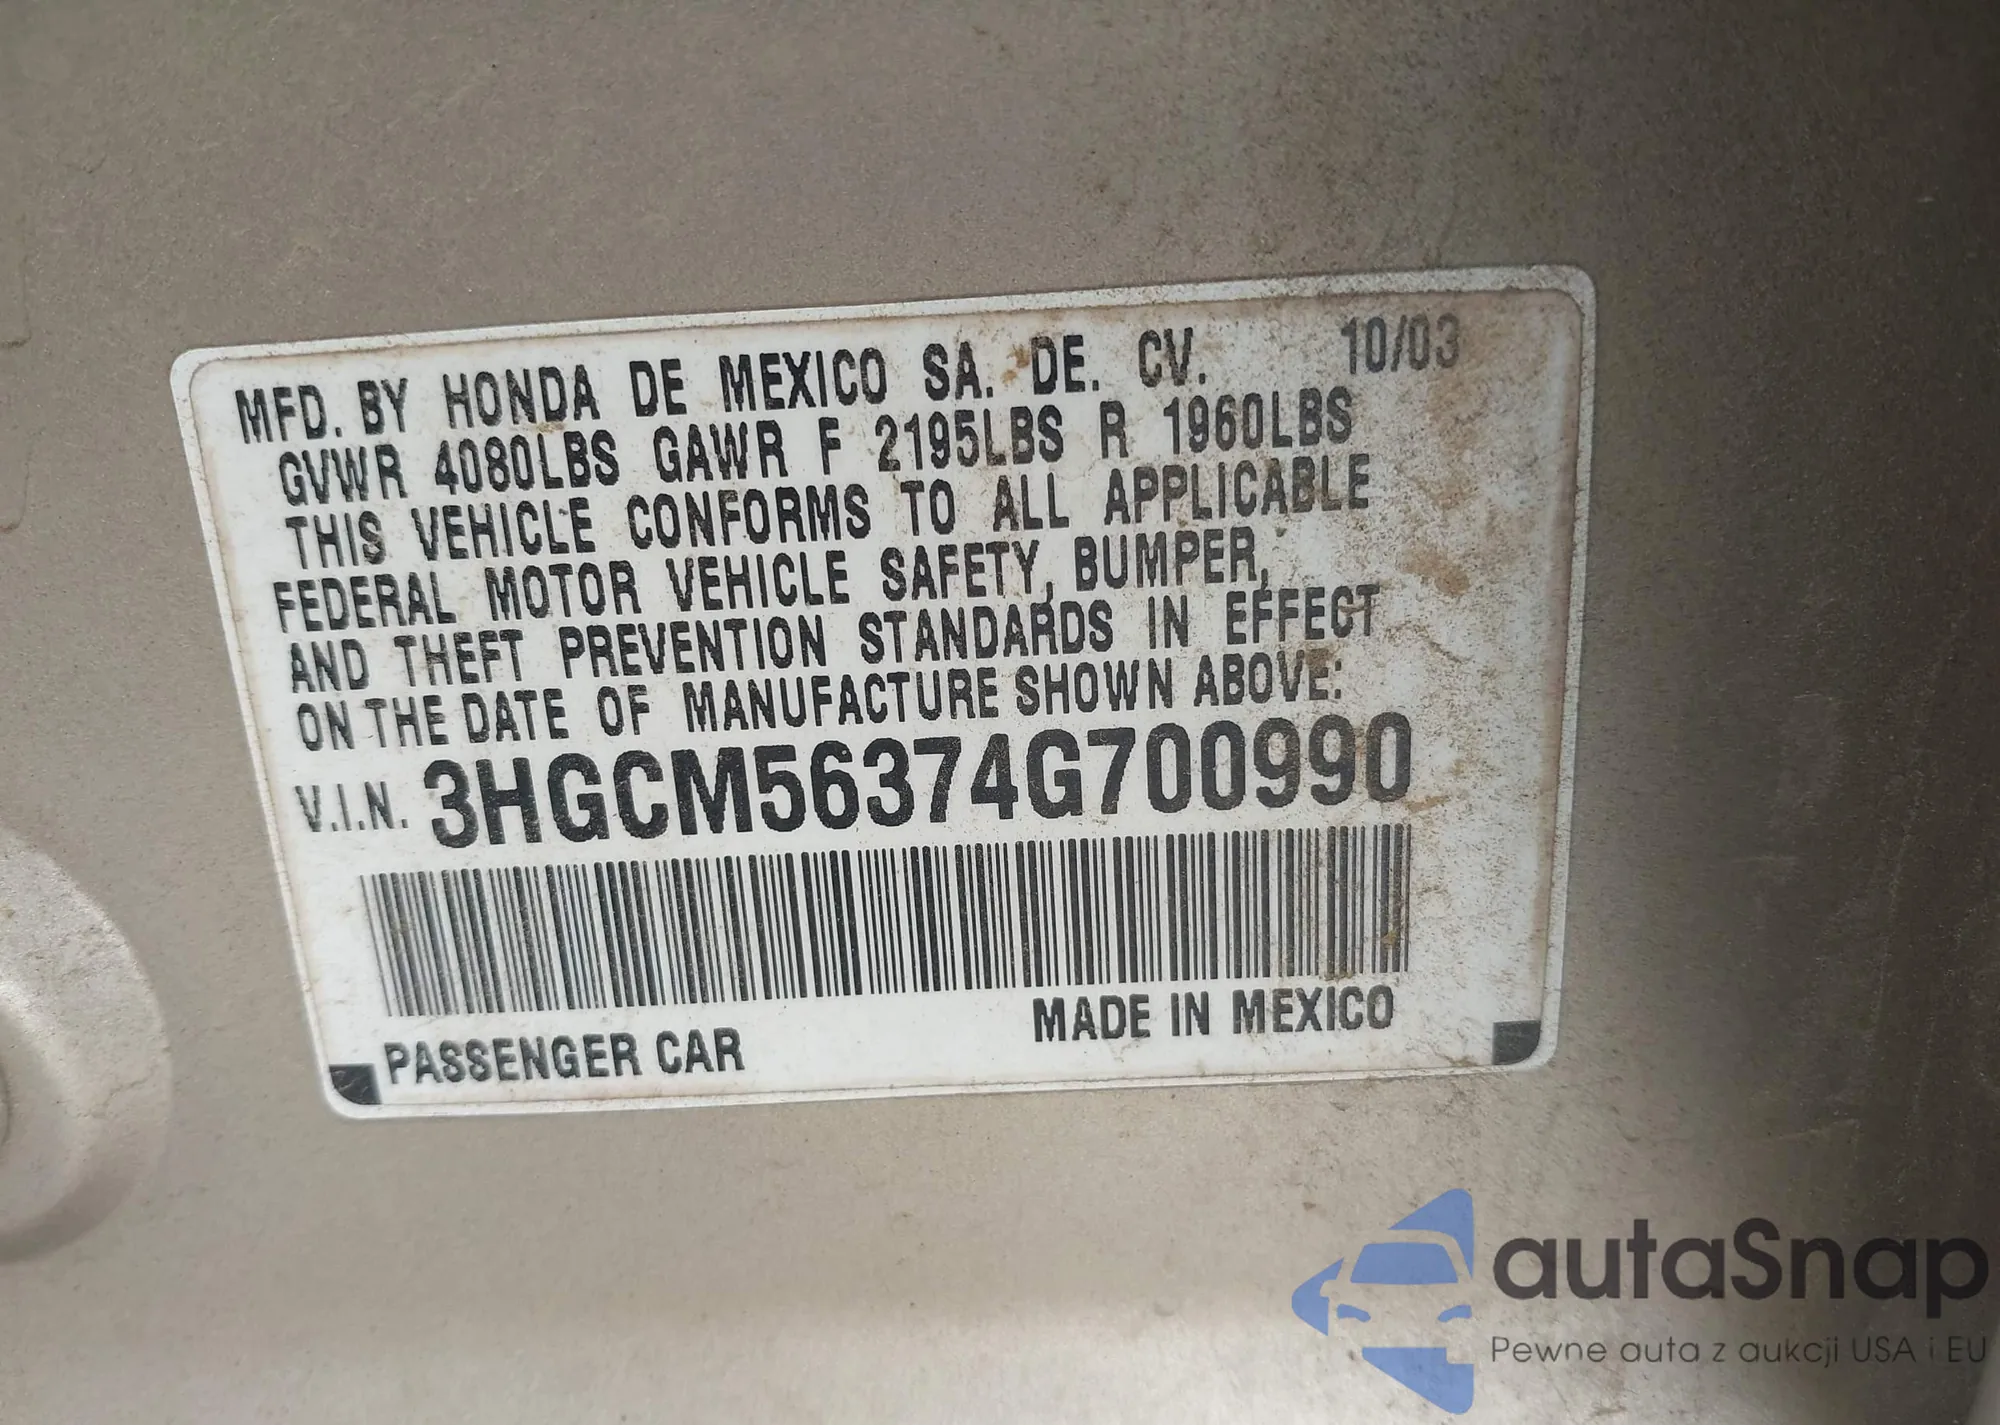 MFD. BY HONDA DE MEXICO SA. DE. CV. 10/03
GVWR 4080LBS GAWR F 2195LBS R 1960LBS
THIS VEHICLE CONFORMS TO ALL APPLICABLE
FEDERAL MOTOR VEHICLE SAFETY, BUMPER,
AND THEFT PREVENTION STANDARDS IN EFFECT
ON THE DATE OF MANUFACTURE SHOWN ABOVE:
V.I.N. 3HGCM56374G700990
PASSENGER CAR MADE IN MEXICO
autaSnap
Pewne auta z aukcji USA i EU